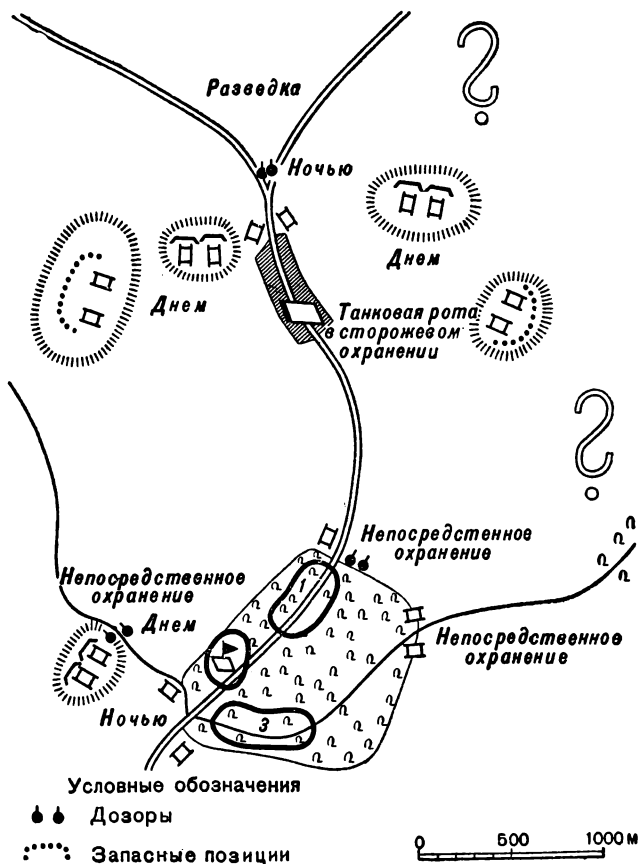 Разведка
?
Ночью
Днем
Днем
Танковая рота
в сторожевом
охранении
?
Непосредственное
охранение
1
Непосредственное
охранение
Днем
Непосредственное
охранение
Ночью
3
Условные обозначения
Дозоры
Запасные позиции
0 500 1000 м